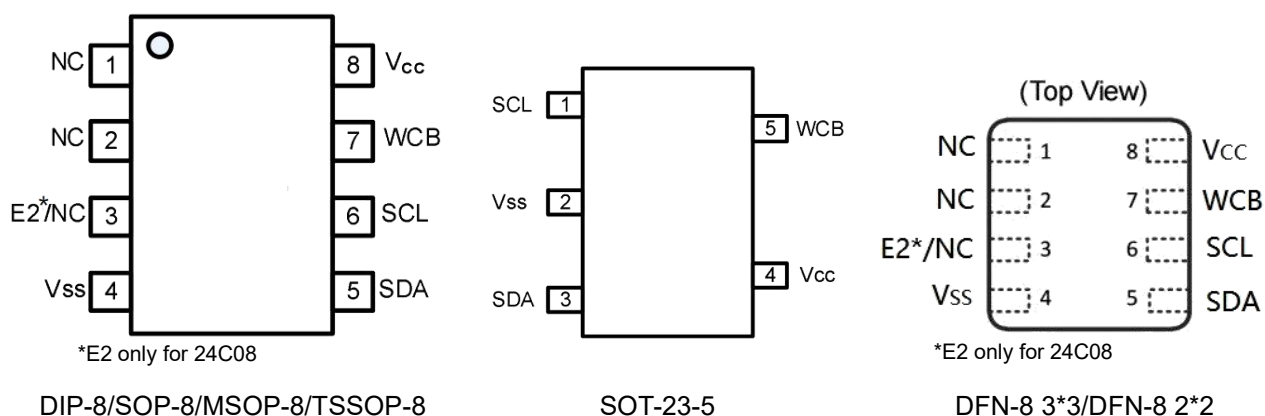 NC 1 8 Vcc
NC 2 7 WCB
E2*/NC 3 6 SCL
Vss 4 5 SDA
*E2 only for 24C08
DIP-8/SOP-8/MSOP-8/TSSOP-8
SCL 1
5 WCB
Vss 2
4 Vcc
SDA 3
SOT-23-5
(Top View)
NC 1 8 VCC
NC 2 7 WCB
E2*/NC 3 6 SCL
VSS 4 5 SDA
*E2 only for 24C08
DFN-8 3*3/DFN-8 2*2